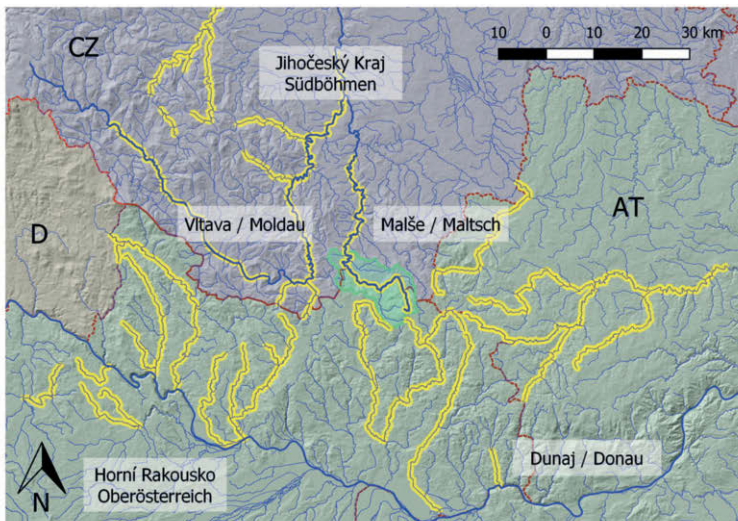 CZ
10 0 10 20 30 km
Jihočeský Kraj
Südböhmen
Vltava / Moldau
Malše / Maltsch
AT
D
Dunaj / Donau
Horní Rakousko
Oberösterreich
N